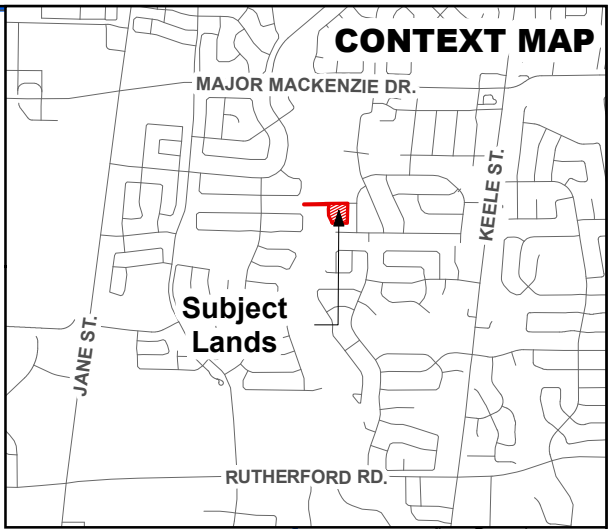 CONTEXT MAP
MAJOR MACKENZIE DR.
KEELE ST.
Subject
Lands
JANE ST.
RUTHERFORD RD.